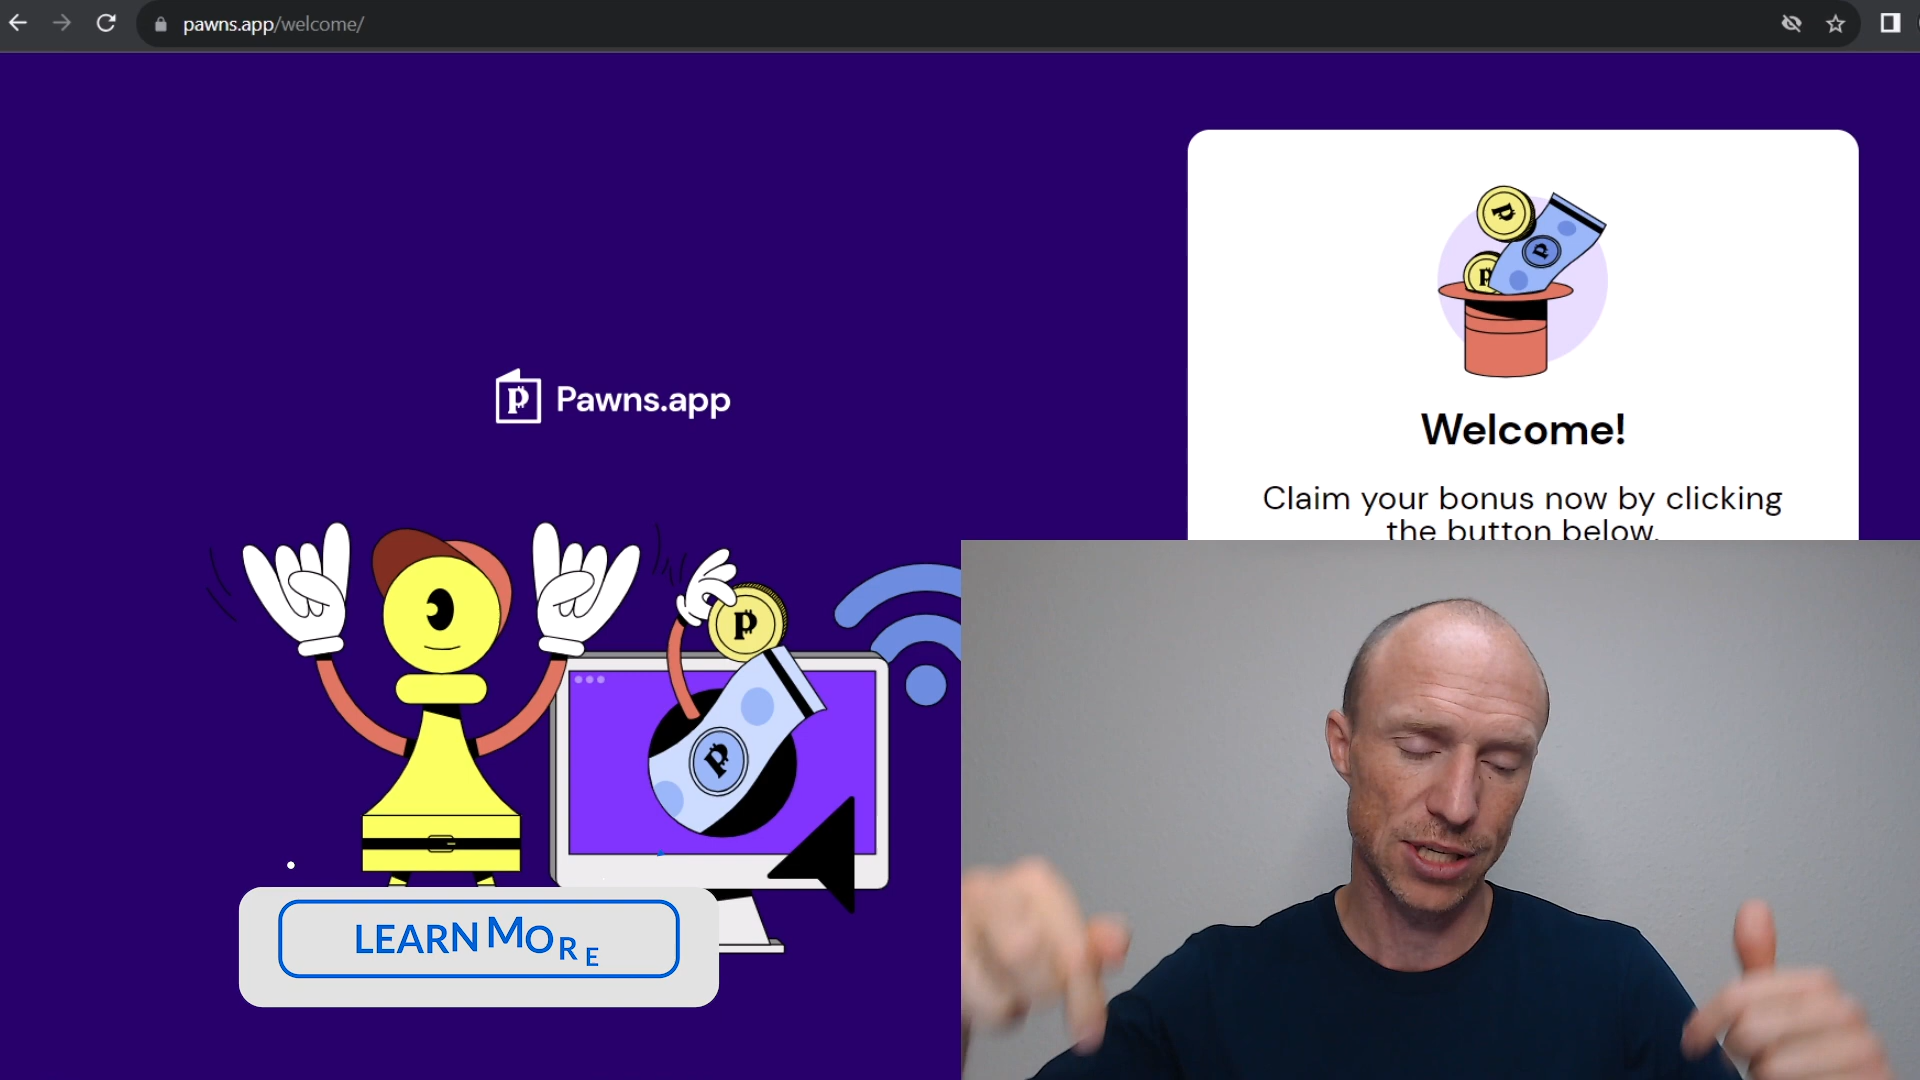 pawns.app/welcome/
Pawns.app
Welcome!
Claim your bonus now by clicking
the button below.
LEARN MORE